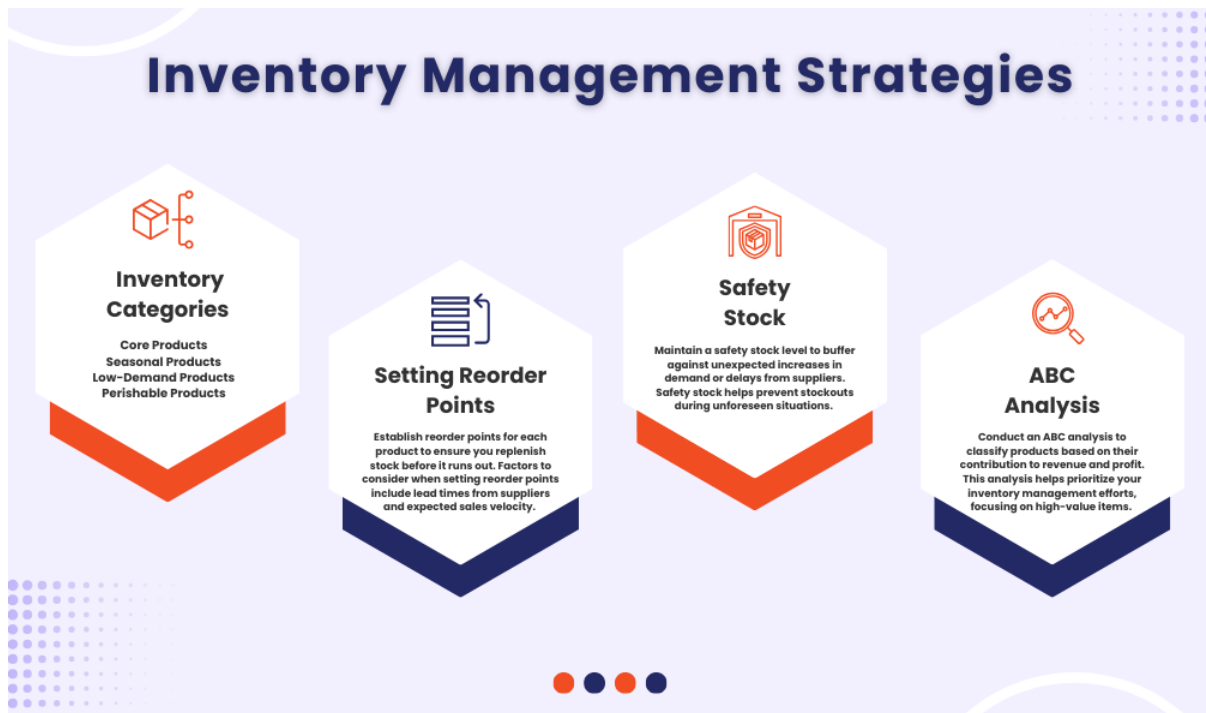 Inventory Management Strategies
Inventory
Categories
Core Products
Seasonal Products
Low-Demand Products
Perishable Products
Setting Reorder
Points
Establish reorder points for each
product to ensure you replenish
stock before it runs out. Factors to
consider when setting reorder points
include lead times from suppliers
and expected sales velocity.
Safety
Stock
Maintain a safety stock level to buffer
against unexpected increases in
demand or delays from suppliers.
Safety stock helps prevent stockouts
during unforeseen situations.
ABC
Analysis
Conduct an ABC analysis to
classify products based on their
contribution to revenue and profit.
This analysis helps prioritize your
inventory management efforts,
focusing on high-value items.